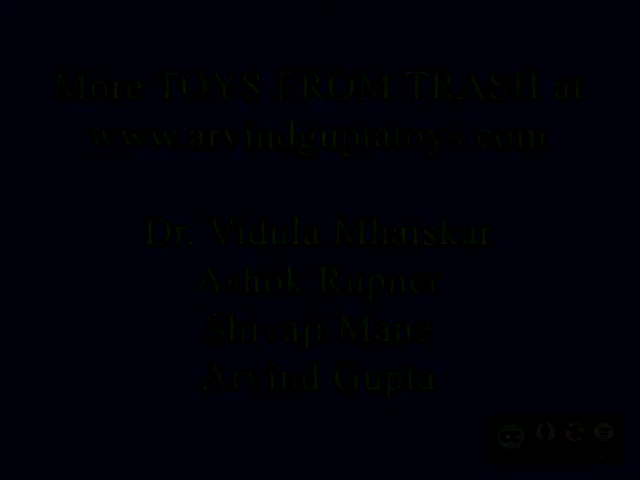 More TOYS FROM TRASH at
www.arvindguptatoys.com
Dr. Vidula Mhaiskar
Ashok Rupner
Shivaji Mane
Arvind Gupta